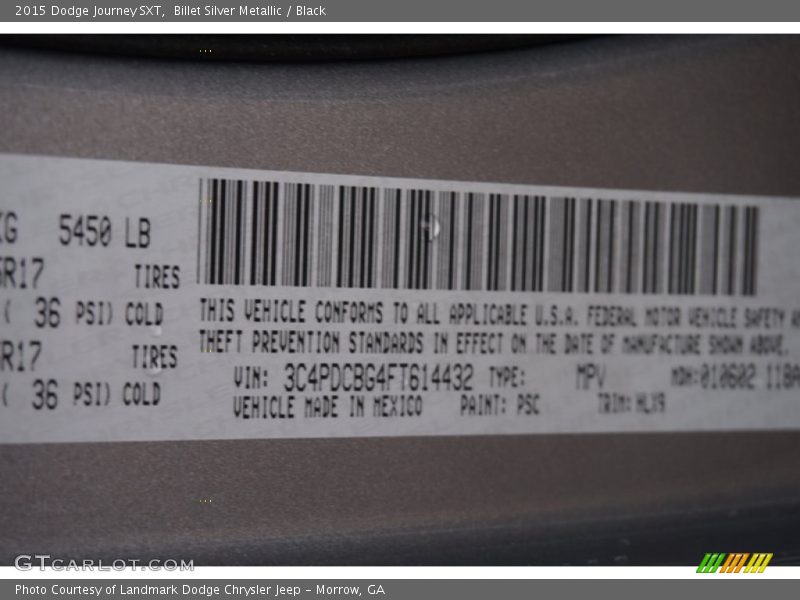 2015 Dodge Journey SXT, Billet Silver Metallic / Black
KG 5450 LB
5R17 TIRES
( 36 PSI) COLD
R17 TIRES
( 36 PSI) COLD
THIS VEHICLE CONFORMS TO ALL APPLICABLE U.S.A. FEDERAL MOTOR VEHICLE SAFETY
THEFT PREVENTION STANDARDS IN EFFECT ON THE DATE OF MANUFACTURE SHOWN ABOVE.
VIN: 3C4PDCBG4FT614432 TYPE: MPV MDH:010602
VEHICLE MADE IN MEXICO PAINT: PSC TRIM: HLX9
GTCARLOT.COM
Photo Courtesy of Landmark Dodge Chrysler Jeep – Morrow, GA